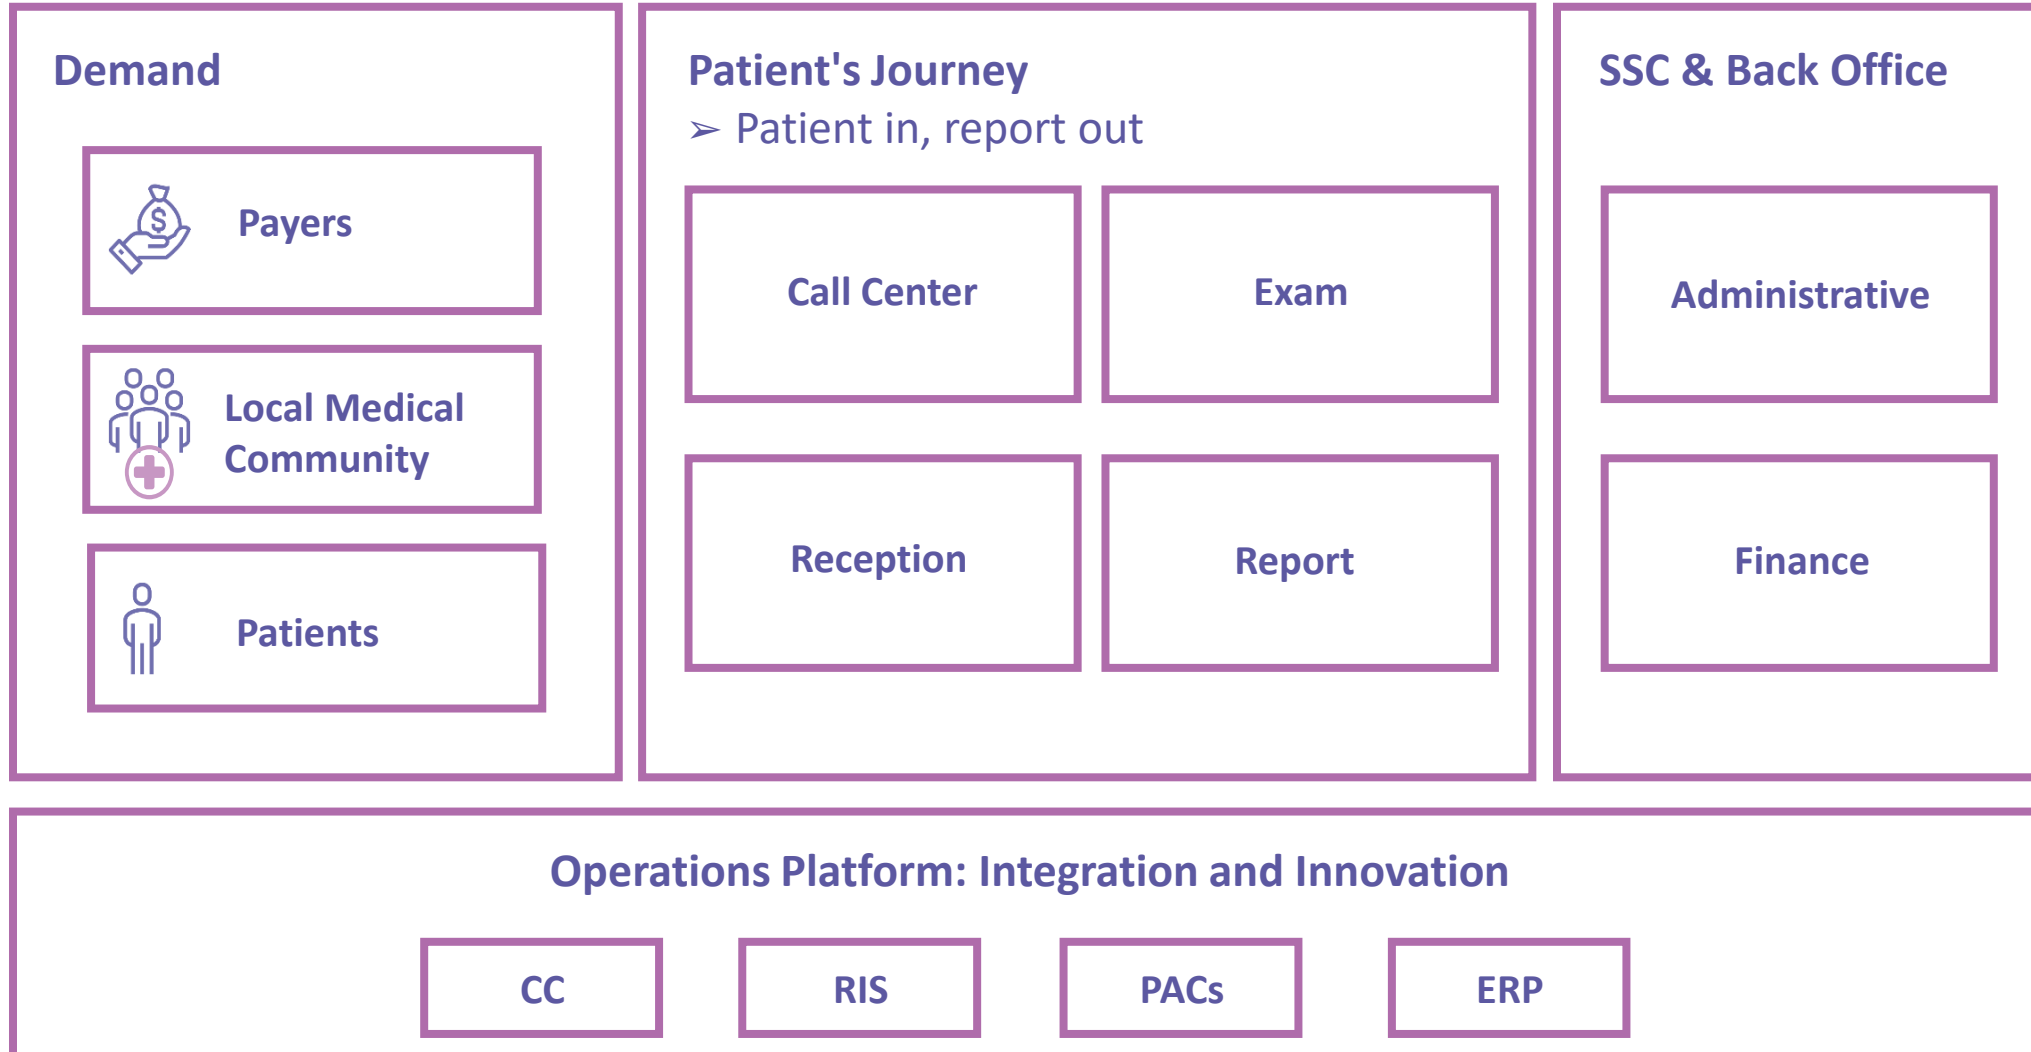 Demand
Payers
$
Local Medical
Community
Patients
Patient's Journey
➢ Patient in, report out
Call Center
Exam
Reception
Report
SSC & Back Office
Administrative
Finance
Operations Platform: Integration and Innovation
CC
RIS
PACs
ERP